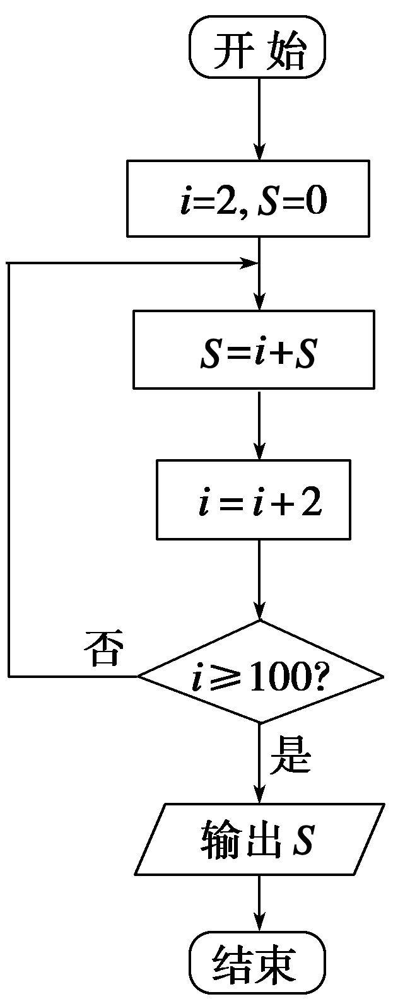 开始
i=2, S=0
S=i+S
i=i+2
否
i⩾100?
是
输出 S
结束